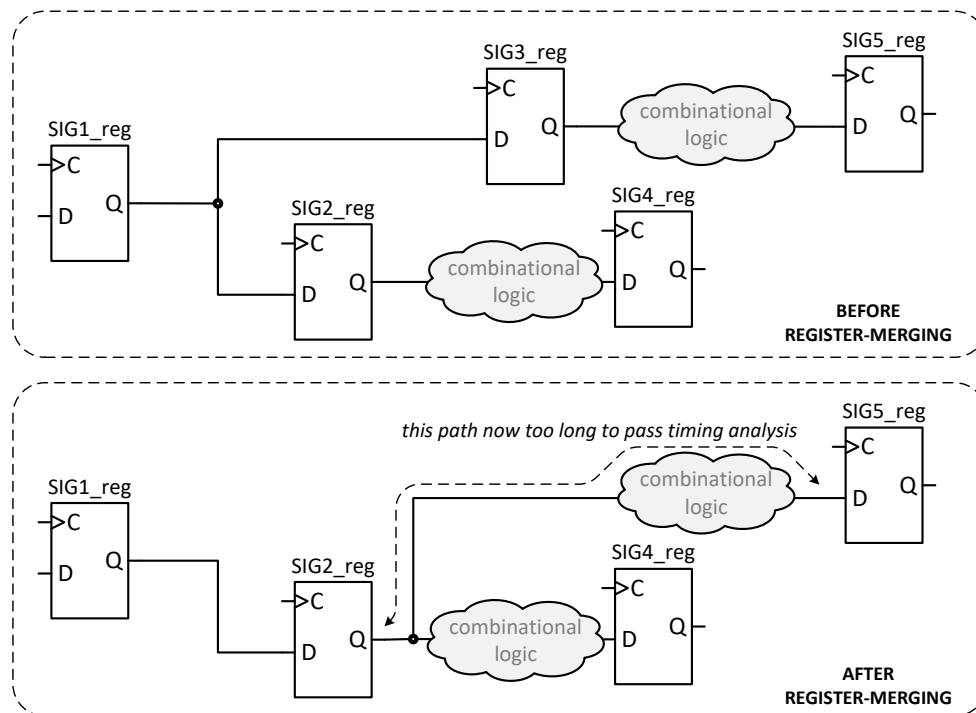 SIG5_reg
SIG3_reg
C
C
combinational
logic
Q
Q
D
D
SIG1_reg
C
Q
D
SIG2_reg
SIG4_reg
C
C
combinational
logic
Q
Q
D
D
BEFORE
REGISTER-MERGING
SIG5_reg
this path now too long to pass timing analysis
C
combinational
logic
Q
D
SIG1_reg
C
Q
D
SIG2_reg
SIG4_reg
C
C
combinational
logic
Q
Q
D
D
AFTER
REGISTER-MERGING